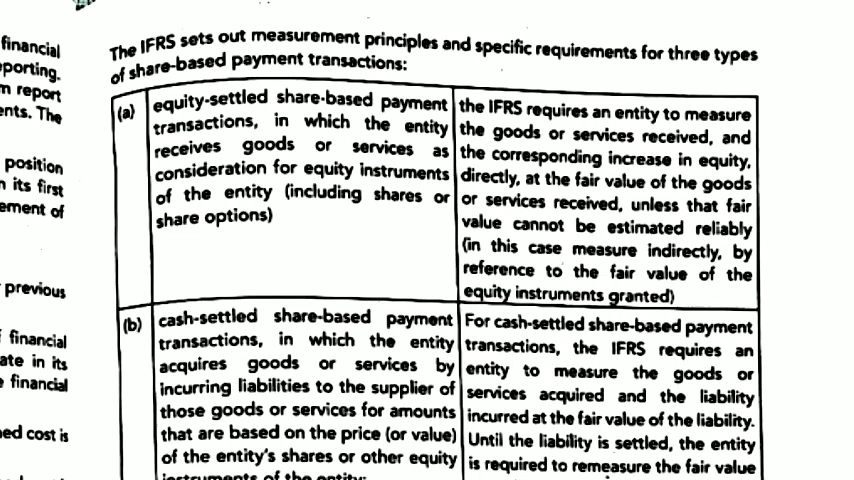 financial
porting.
m report
ents. The
position
its first
ement of
previous
financial
ate in its
financial
ned cost is
The IFRS sets out measurement principles and specific requirements for three types
of share-based payment transactions:
(a)
equity-settled share-based payment
transactions, in which the entity
receives goods or services as
consideration for equity instruments
of the entity (including shares or
share options)
the IFRS requires an entity to measure
the goods or services received, and
the corresponding increase in equity,
directly, at the fair value of the goods
or services received, unless that fair
value cannot be estimated reliably
(in this case measure indirectly, by
reference to the fair value of the
equity instruments granted)
(b)
cash-settled share-based payment
transactions, in which the entity
acquires goods or services by
incurring liabilities to the supplier of
those goods or services for amounts
that are based on the price (or value)
of the entity's shares or other equity
instruments of the entity;
For cash-settled share-based payment
transactions, the IFRS requires an
entity to measure the goods or
services acquired and the liability
incurred at the fair value of the liability.
Until the liability is settled, the entity
is required to remeasure the fair value